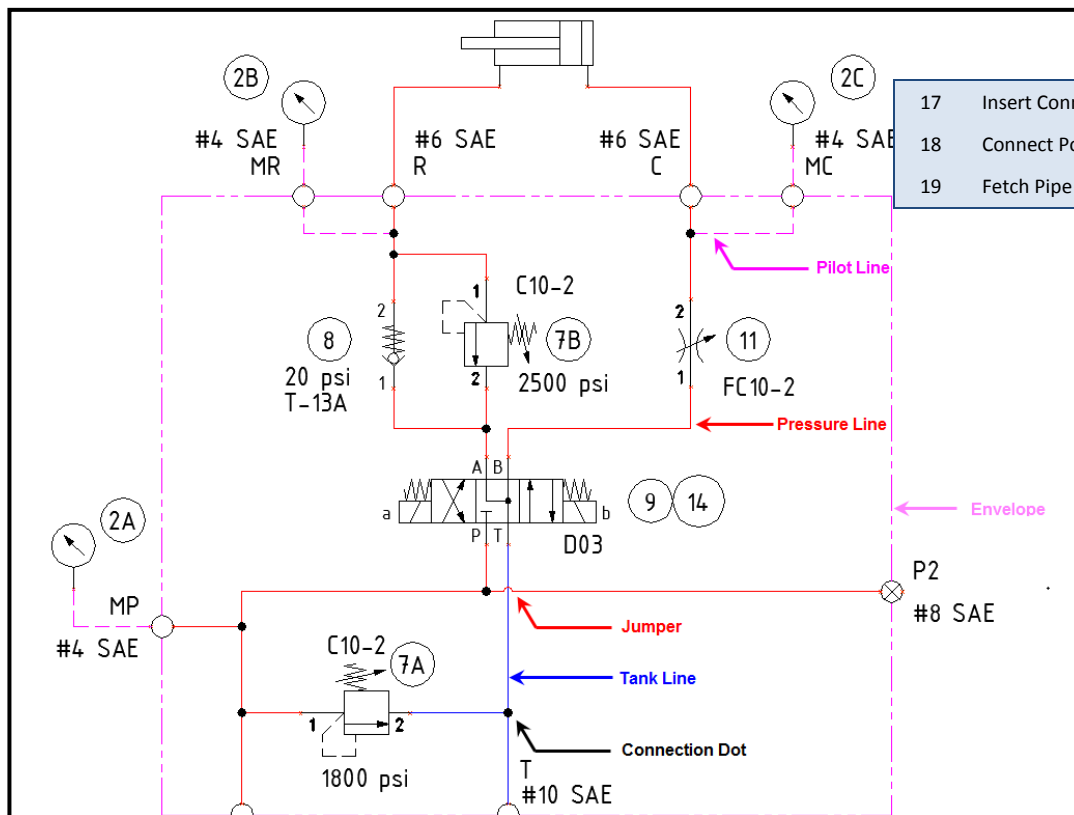 2B
2C
17 Insert Conn
18 Connect Po
19 Fetch Pipe
#4 SAE
MR
#6 SAE
R
#6 SAE
C
#4 SAE
MC
Pilot Line
C10-2
1
2
8
7B
2
11
20 psi
T-13A
1
2
2500 psi
1
FC10-2
Pressure Line
A B
2A
a
b
9
14
Envelope
P T
D03
P2
MP
#8 SAE
#4 SAE
Jumper
C10-2
7A
Tank Line
1
2
Connection Dot
1800 psi
T
#10 SAE